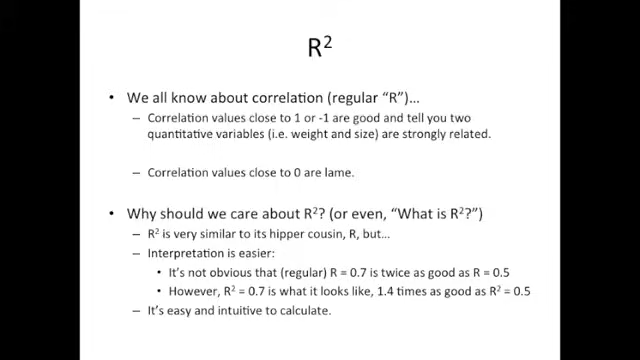 R²
• We all know about correlation (regular “R”)…
– Correlation values close to 1 or -1 are good and tell you two
quantitative variables (i.e. weight and size) are strongly related.
– Correlation values close to 0 are lame.
• Why should we care about R²? (or even, “What is R²?”)
– R² is very similar to its hipper cousin, R, but…
– Interpretation is easier:
• It’s not obvious that (regular) R = 0.7 is twice as good as R = 0.5
• However, R² = 0.7 is what it looks like, 1.4 times as good as R² = 0.5
– It’s easy and intuitive to calculate.